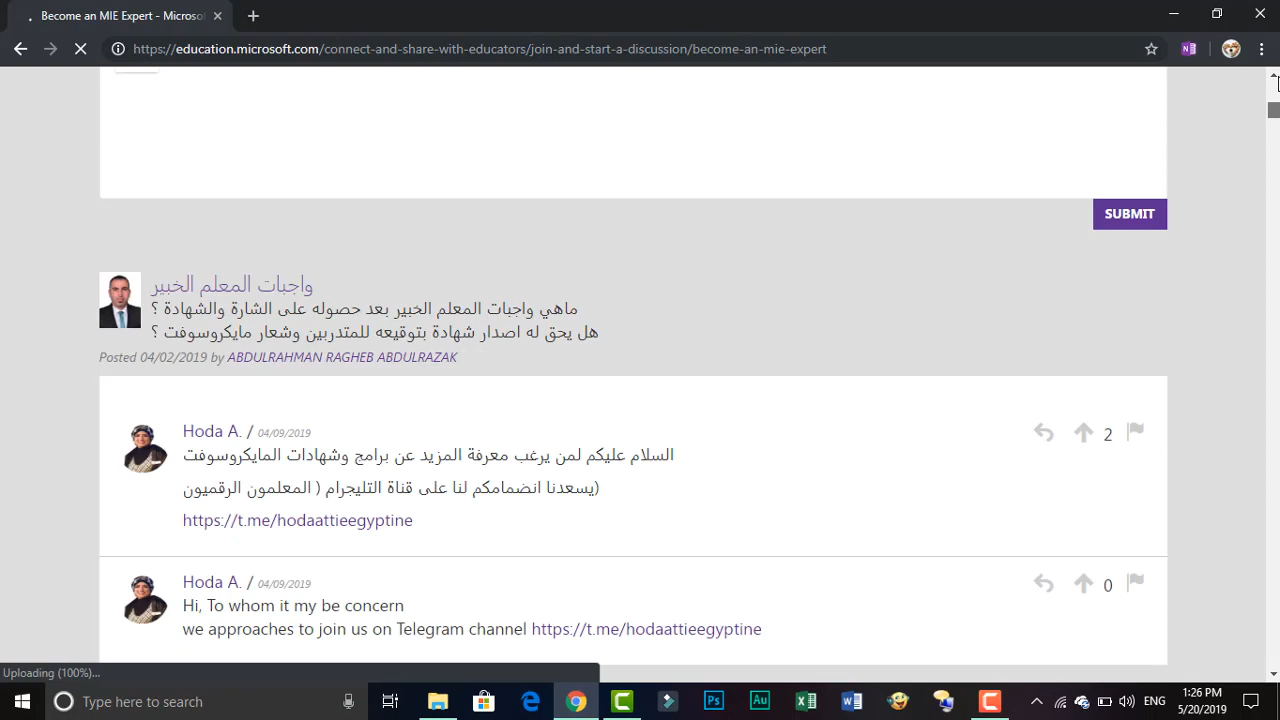 Become an MIE Expert - Microso
https://education.microsoft.com/connect-and-share-with-educators/join-and-start-a-discussion/become-an-mie-expert
SUBMIT
واجبات المعلم الخبير
ماهي واجبات المعلم الخبير بعد حصوله على الشارة والشهادة ؟
هل يحق له اصدار شهادة بتوقيعه للمتدربين وشعار مايكروسوفت ؟
Posted 04/02/2019 by ABDULRAHMAN RAGHEB ABDULRAZAK
Hoda A. / 04/09/2019
2
السلام عليكم لمن يرغب معرفة المزيد عن برامج وشهادات المايكروسوفت
يسعدنا انضمامكم لنا على قناة التليجرام ( المعلمون الرقميون)
https://t.me/hodaattieegyptine
Hoda A. / 04/09/2019
0
Hi, To whom it my be concern
we approaches to join us on Telegram channel https://t.me/hodaattieegyptine
Uploading (100%)...
Type here to search
Ps
Au
ENG
1:26 PM
5/20/2019